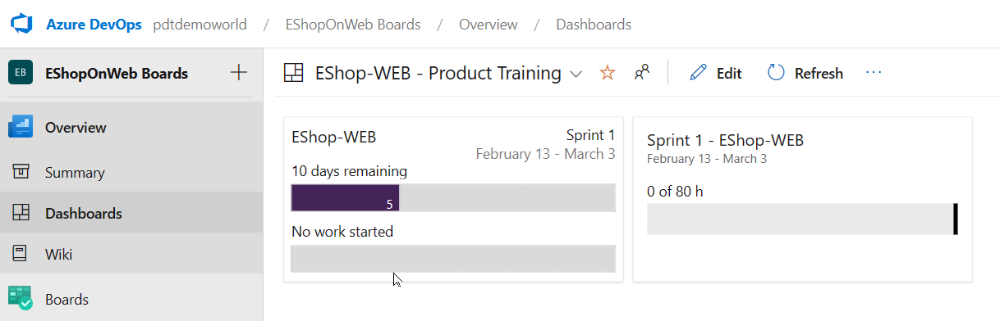 Azure DevOps pdtdemoworld / EShopOnWeb Boards / Overview / Dashboards
EB EShopOnWeb Boards
Overview
Summary
Dashboards
Wiki
Boards
EShop-WEB - Product Training
Edit
Refresh
EShop-WEB
Sprint 1
February 13 - March 3
10 days remaining
5
No work started
Sprint 1 - EShop-WEB
February 13 - March 3
0 of 80 h